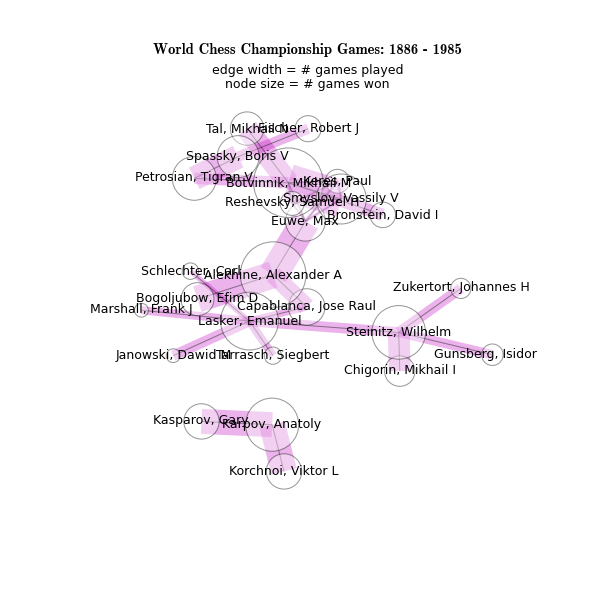 World Chess Championship Games: 1886 - 1985
edge width = # games played
node size = # games won
Tal, Mikhail N
Fischer, Robert J
Spassky, Boris V
Petrosian, Tigran V
Botvinnik, Mikhail M
Keres, Paul
Smyslov, Vassily V
Reshevsky, Samuel H
Bronstein, David I
Euwe, Max
Schlechter, Carl
Alekhine, Alexander A
Zukertort, Johannes H
Bogoljubow, Efim D
Capablanca, Jose Raul
Marshall, Frank J
Lasker, Emanuel
Steinitz, Wilhelm
Janowski, Dawid M
Tarrasch, Siegbert
Gunsberg, Isidor
Chigorin, Mikhail I
Kasparov, Gary
Karpov, Anatoly
Korchnoi, Viktor L